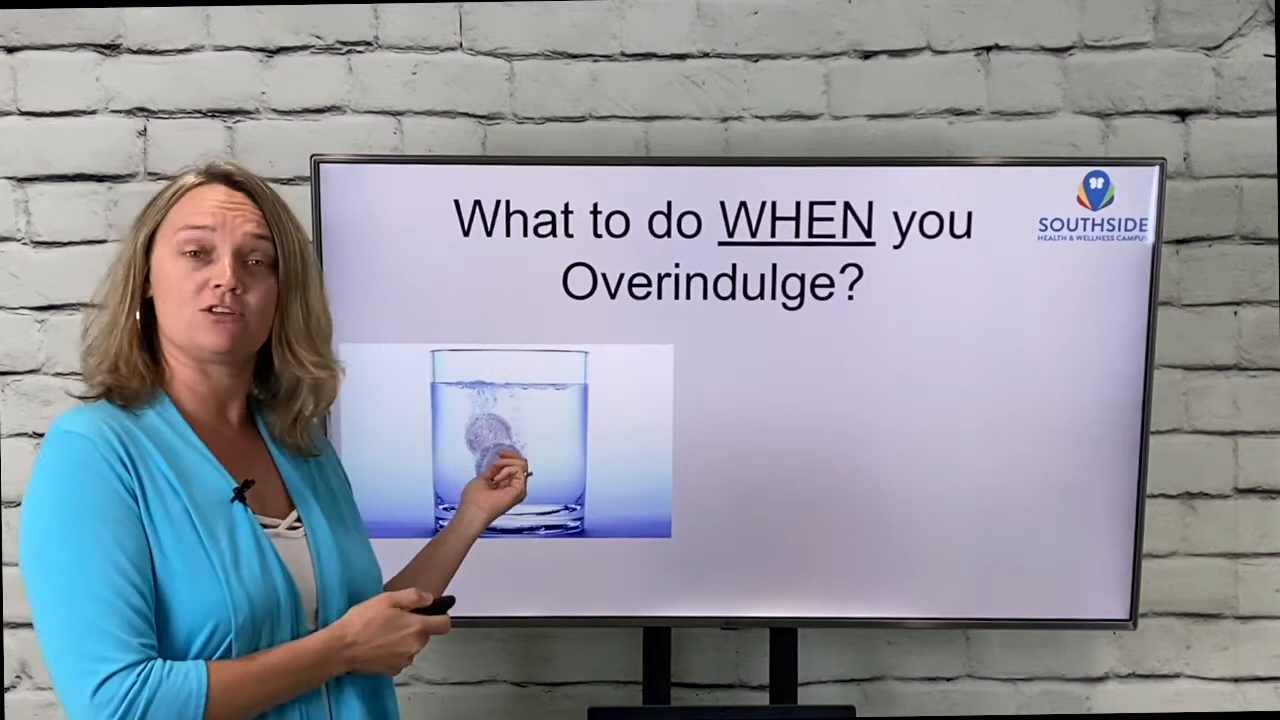 What to do WHEN you
Overindulge?
SOUTHSIDE
HEALTH & WELLNESS CAMPUS